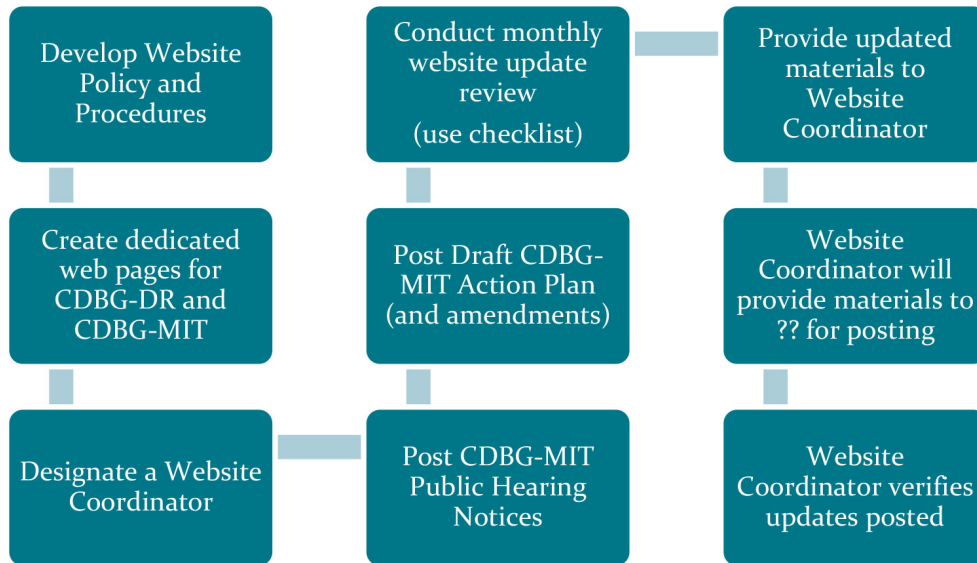 Develop Website
Policy and
Procedures
Create dedicated
web pages for
CDBG-DR and
CDBG-MIT
Designate a Website
Coordinator
Post CDBG-MIT
Public Hearing
Notices
Post Draft CDBG-
MIT Action Plan
(and amendments)
Conduct monthly
website update
review
(use checklist)
Provide updated
materials to
Website
Coordinator
Website
Coordinator will
provide materials to
?? for posting
Website
Coordinator verifies
updates posted